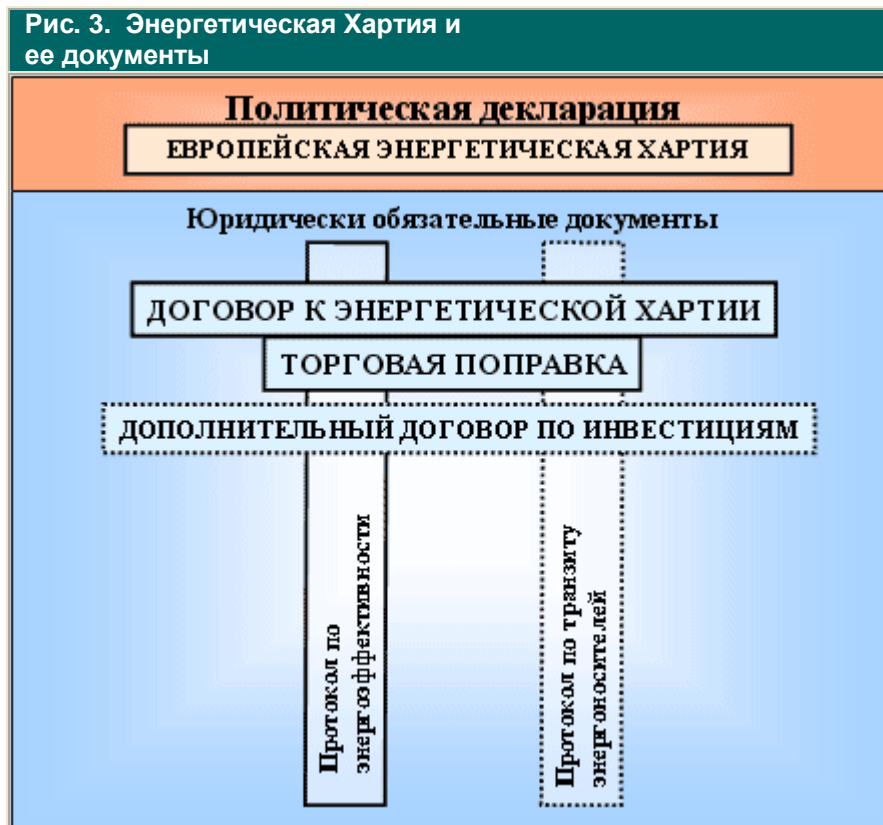 Рис. 3. Энергетическая Хартия и
ее документы
Политическая декларация
ЕВРОПЕЙСКАЯ ЭНЕРГЕТИЧЕСКАЯ ХАРТИЯ
Юридически обязательные документы
ДОГОВОР К ЭНЕРГЕТИЧЕСКОЙ ХАРТИИ
ТОРГОВАЯ ПОПРАВКА
ДОПОЛНИТЕЛЬНЫЙ ДОГОВОР ПО ИНВЕСТИЦИЯМ
Протокол по
энергоэффективности
Протокол по транзиту
энергоносителей